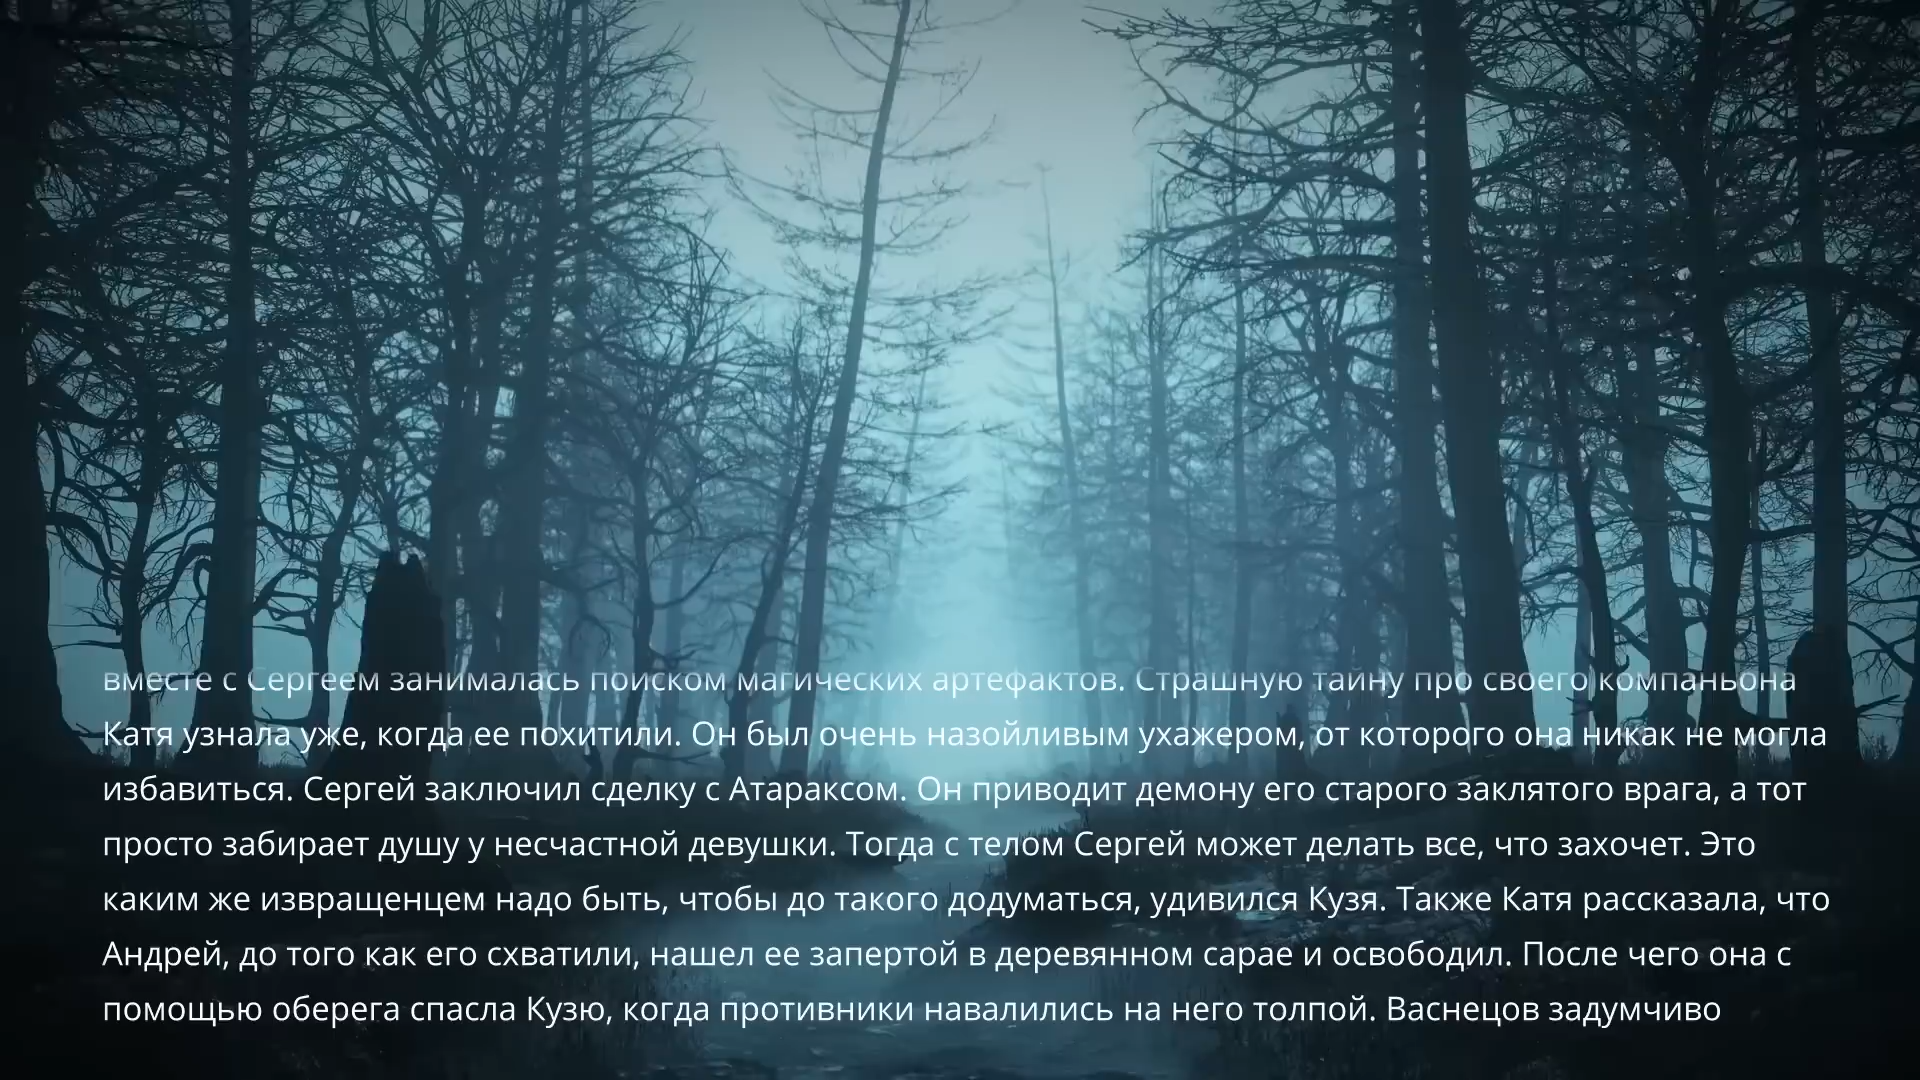 вместе с Сергеем занималась поиском магических артефактов. Страшную тайну про своего компаньона
Катя узнала уже, когда ее похитили. Он был очень назойливым ухажером, от которого она никак не могла
избавиться. Сергей заключил сделку с Атараксом. Он приводит демону его старого заклятого врага, а тот
просто забирает душу у несчастной девушки. Тогда с телом Сергей может делать все, что захочет. Это
каким же извращенцем надо быть, чтобы до такого додуматься, удивился Кузя. Также Катя рассказала, что
Андрей, до того как его схватили, нашел ее запертой в деревянном сарае и освободил. После чего она с
помощью оберега спасла Кузю, когда противники навалились на него толпой. Васнецов задумчиво